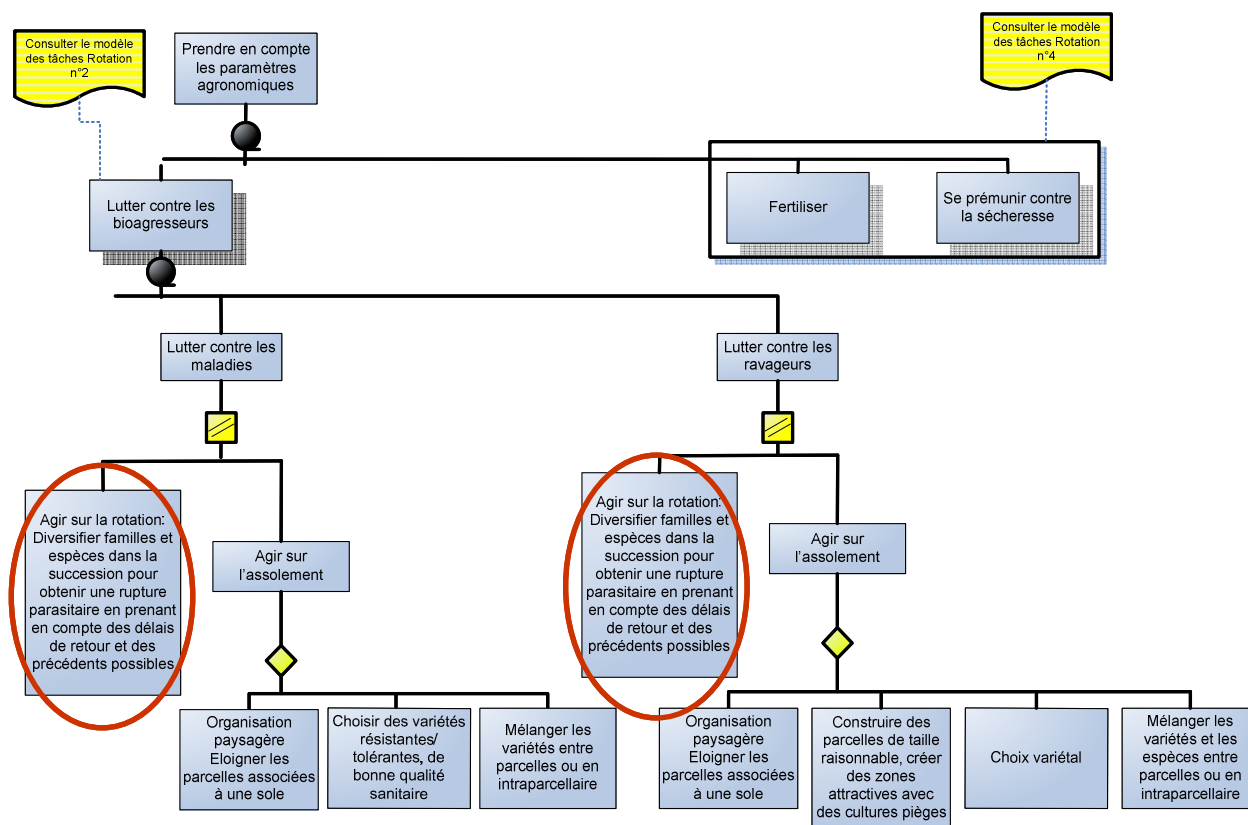 Consulter le modèle
des tâches Rotation
n°2
Prendre en compte
les paramètres
agronomiques
Consulter le modèle
des tâches Rotation
n°4
Lutter contre les
bioagresseurs
Fertiliser
Se prémunir contre
la sécheresse
Lutter contre les
maladies
Lutter contre les
ravageurs
Agir sur la rotation:
Diversifier familles et
espèces dans la
succession pour
obtenir une rupture
parasitaire en prenant
en compte des délais
de retour et des
précédents possibles
Agir sur
l'assolement
Agir sur la rotation:
Diversifier familles et
espèces dans la
succession pour
obtenir une rupture
parasitaire en prenant
en compte des délais
de retour et des
précédents possibles
Agir sur
l'assolement
Organisation
paysagère
Eloigner les
parcelles associées
à une sole
Choisir des variétés
résistantes/
tolérantes, de
bonne qualité
sanitaire
Mélanger les
variétés entre
parcelles ou en
intraparcellaire
Organisation
paysagère
Eloigner les
parcelles associées
à une sole
Construire des
parcelles de taille
raisonnable, créer
des zones
attractives avec
des cultures pièges
Choix variétal
Mélanger les
variétés et les
espèces entre
parcelles ou en
intraparcellaire